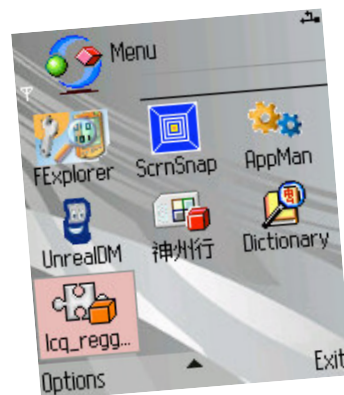 Menu
FExplorer
ScrnSnap
AppMan
UnrealDM
神州行
Dictionary
Icq_regg...
Options
Exit